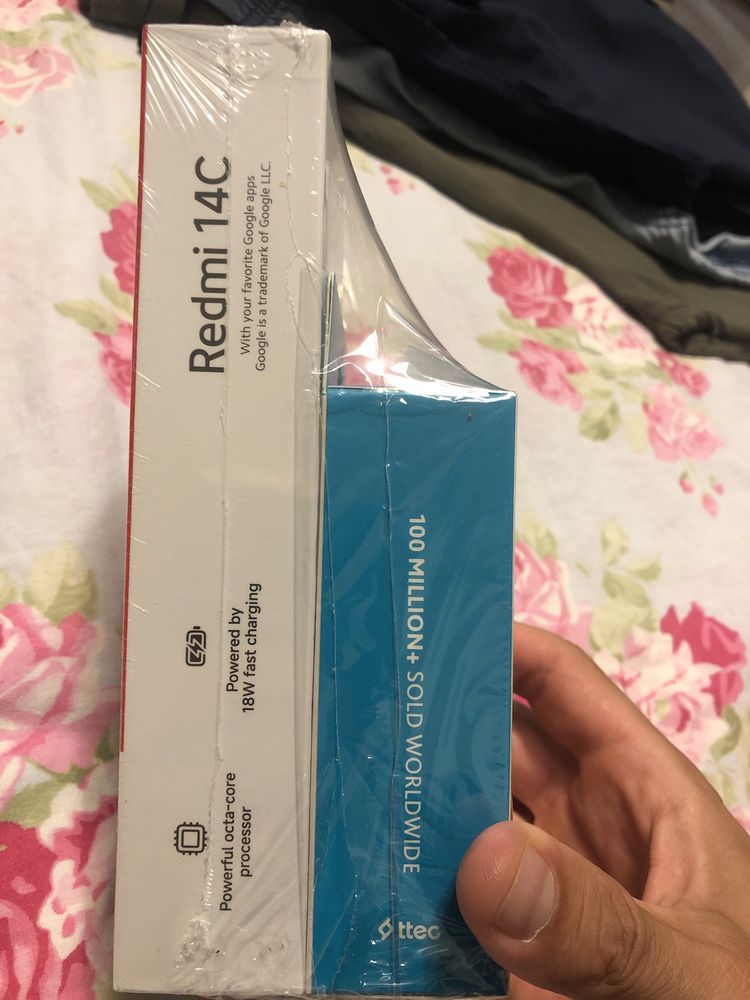 Redmi 14C
With your favorite Google apps
Google is a trademark of Google LLC.
Powered by
18W fast charging
Powerful octa-core
processor
100 MILLION+ SOLD WORLDWIDE
ttec